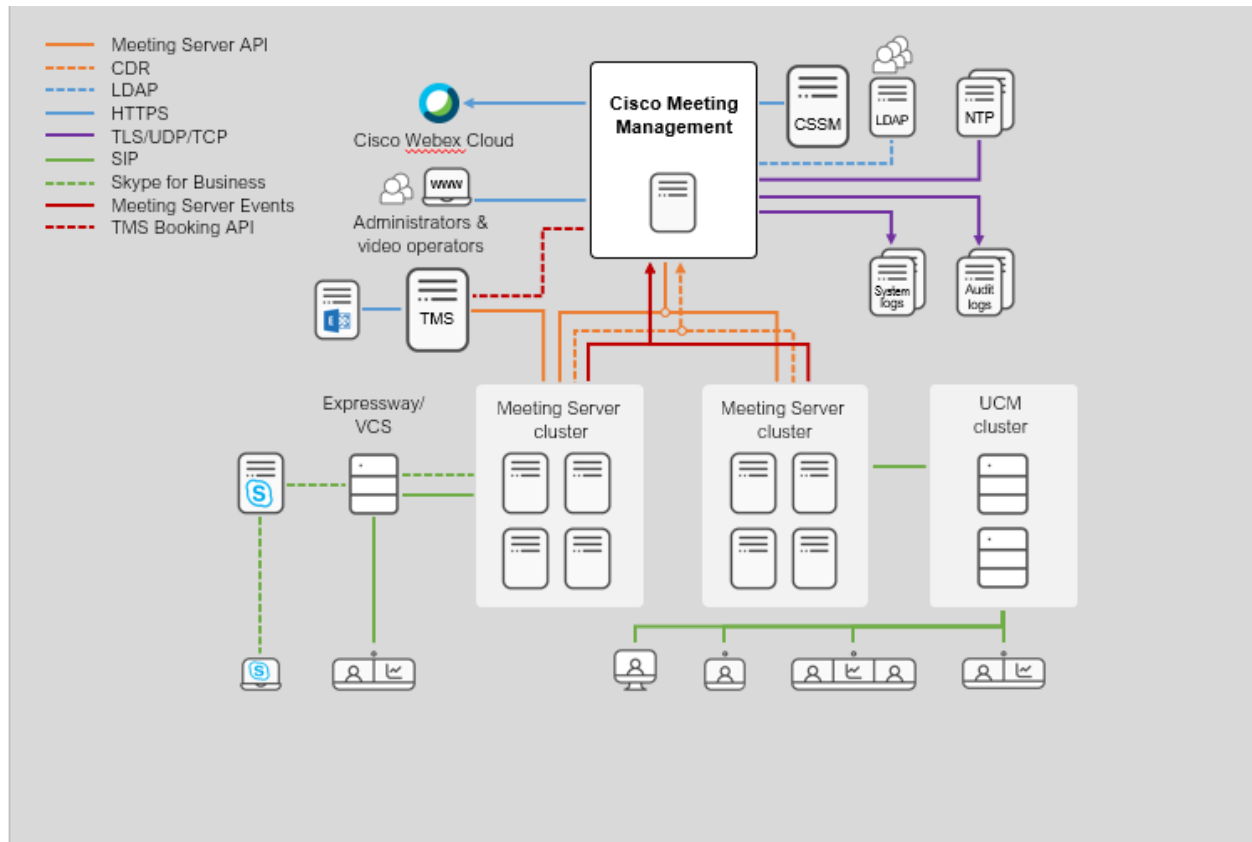 Meeting Server API
CDR
LDAP
HTTPS
TLS/UDP/TCP
SIP
Skype for Business
Meeting Server Events
TMS Booking API
Cisco Webex Cloud
www
Administrators &
video operators
Cisco Meeting
Management
CSSM
LDAP
NTP
System
logs
Audit
logs
E
TMS
Expressway/
VCS
S
S
Meeting Server
cluster
Meeting Server
cluster
UCM
cluster